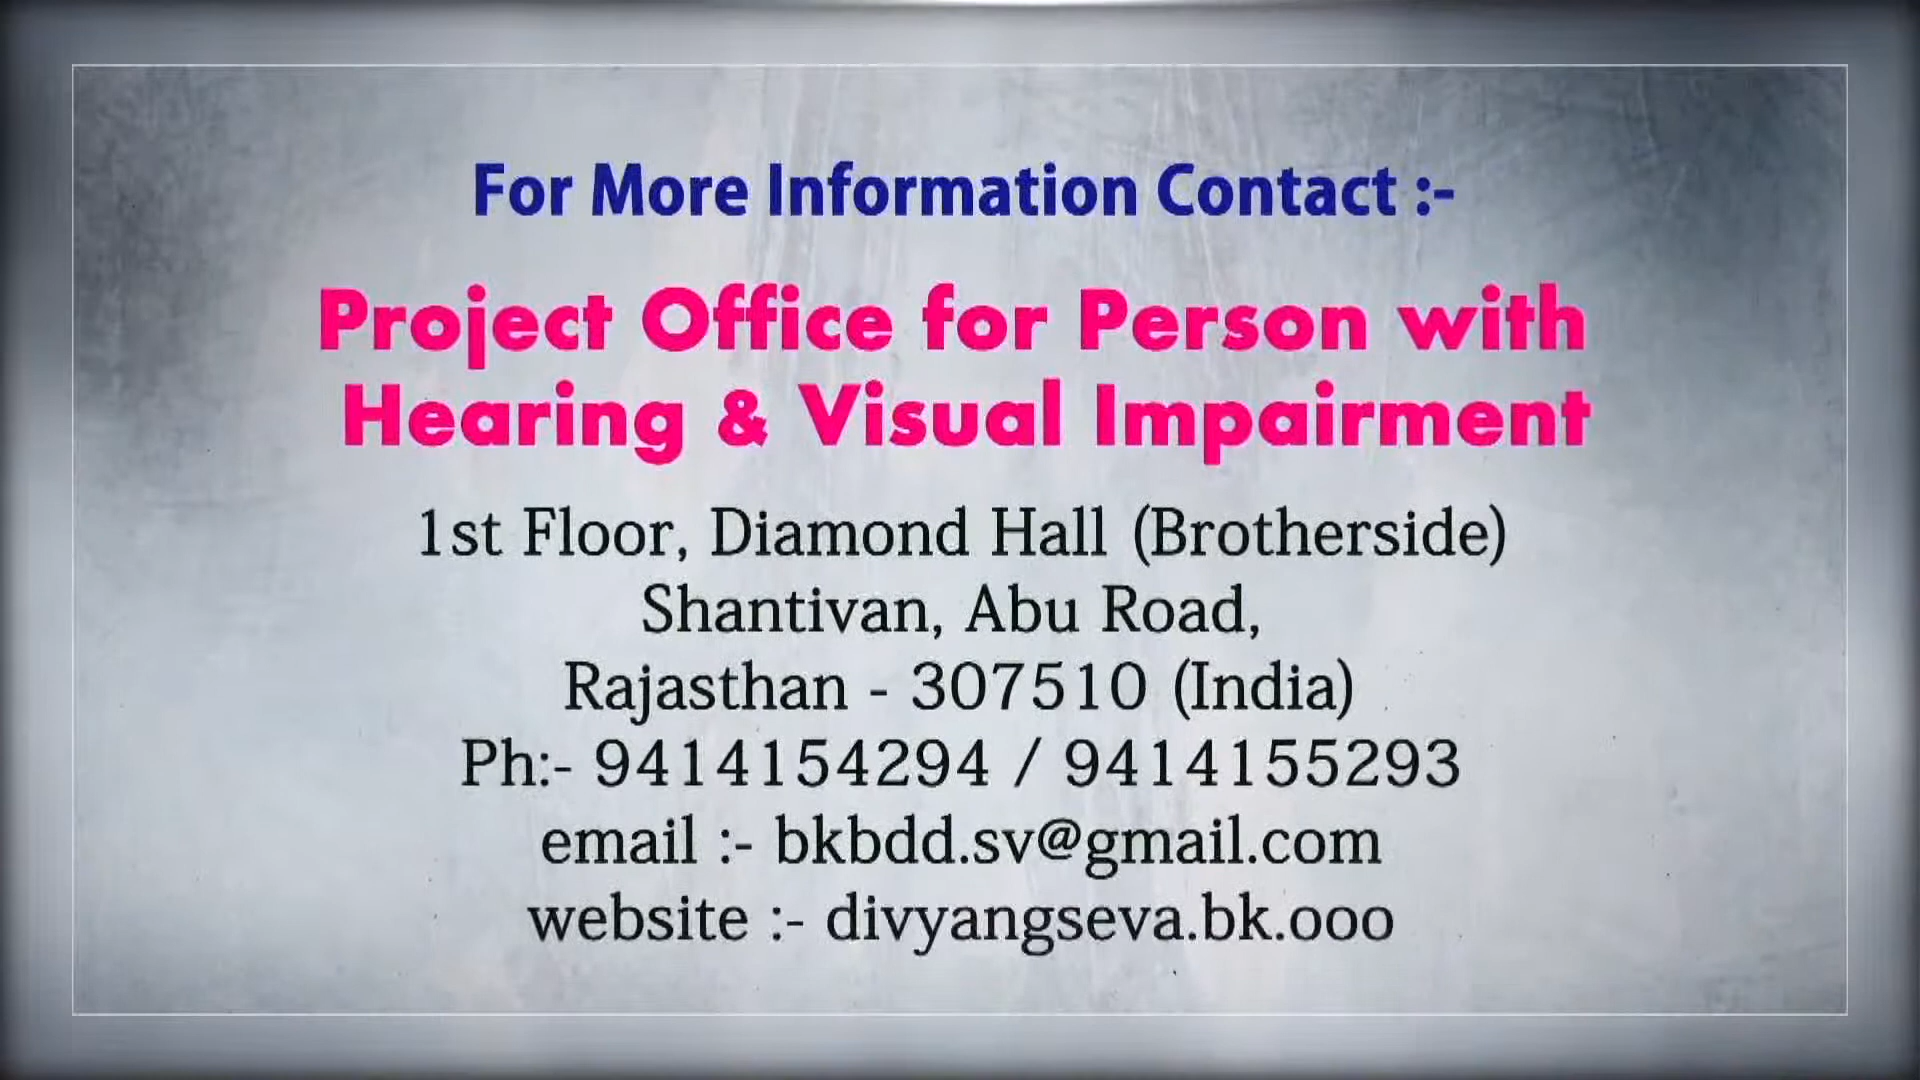 For More Information Contact :-
Project Office for Person with
Hearing & Visual Impairment
1st Floor, Diamond Hall (Brotherside)
Shantivan, Abu Road,
Rajasthan - 307510 (India)
Ph:- 9414154294 / 9414155293
email :- bkbdd.sv@gmail.com
website :- divyangseva.bk.ooo